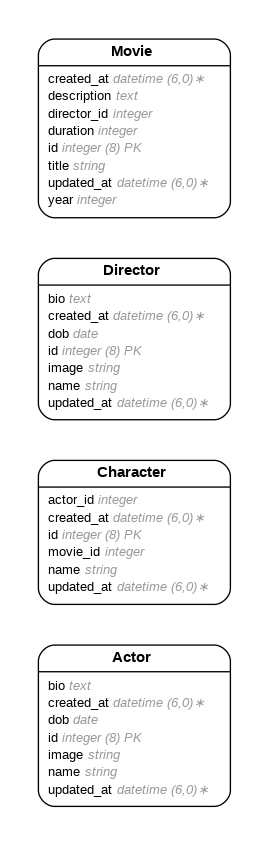 Movie
created_at datetime (6,0) ∗
description text
director_id integer
duration integer
id integer (8) PK
title string
updated_at datetime (6,0) ∗
year integer
Director
bio text
created_at datetime (6,0) ∗
dob date
id integer (8) PK
image string
name string
updated_at datetime (6,0) ∗
Character
actor_id integer
created_at datetime (6,0) ∗
id integer (8) PK
movie_id integer
name string
updated_at datetime (6,0) ∗
Actor
bio text
created_at datetime (6,0) ∗
dob date
id integer (8) PK
image string
name string
updated_at datetime (6,0) ∗